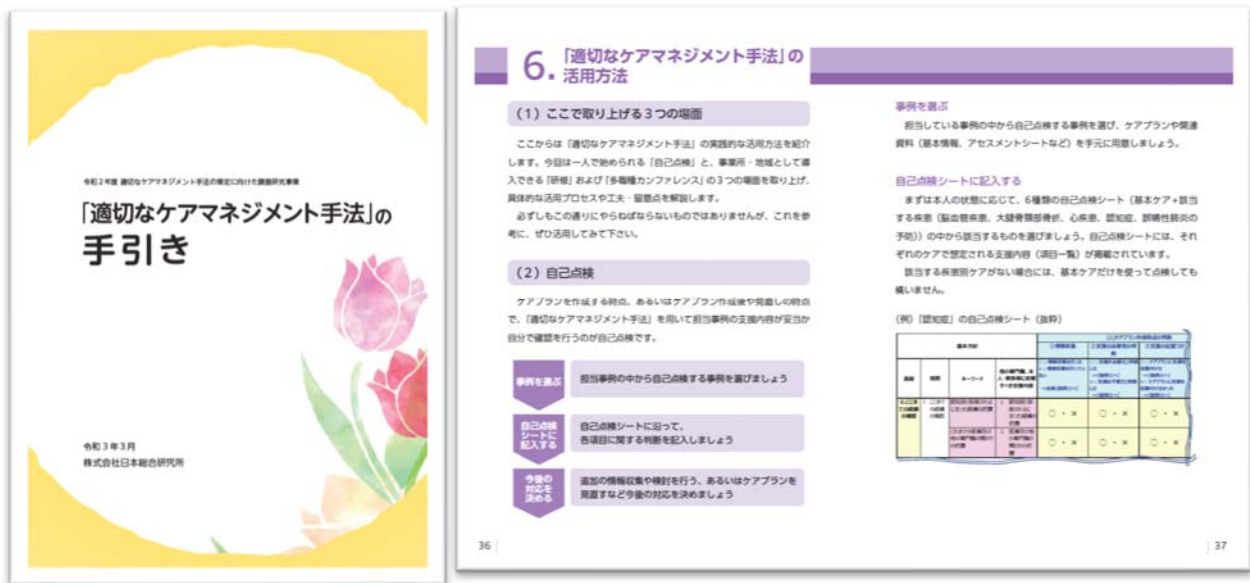 令和2年度 適切なケアマネジメント手法の策定に向けた調査研究事業
「適切なケアマネジメント手法」の
手引き
令和3年3月
株式会社日本総合研究所
6. 「適切なケアマネジメント手法」の
活用方法
(1)ここで取り上げる3つの場面
ここからは「適切なケアマネジメント手法」の実践的な活用方法を紹介
します。今回は一人で始められる「自己点検」と、事業所・地域として導
入できる「研修」および「多職種カンファレンス」の3つの場面を取り上げ、
具体的な活用プロセスや工夫・留意点を解説します。
必ずしもこの通りにやらねばならないものではありませんが、これを参
考に、ぜひ活用してみて下さい。
(2)自己点検
ケアプランを作成する時点、あるいはケアプラン作成後や見直しの時点
で、「適切なケアマネジメント手法」を用いて担当事例の支援内容が妥当か
自分で確認を行うのが自己点検です。
事例を選ぶ
担当事例の中から自己点検する事例を選びましょう
自己点検
シートに
記入する
自己点検シートに沿って、
各項目に関する判断を記入しましょう
今後の
対応を
決める
追加の情報収集や検討を行う、あるいはケアプランを
見直すなど今後の対応を決めましょう
36
事例を選ぶ
担当している事例の中から自己点検する事例を選び、ケアプランや関連
資料(基本情報、アセスメントシートなど)を手元に用意しましょう。
自己点検シートに記入する
まずは本人の状態に応じて、6種類の自己点検シート(基本ケア+該当
する疾患(脳血管疾患、大腿骨頸部骨折、心疾患、認知症、誤嚥性肺炎の
予防))の中から該当するものを選びましょう。自己点検シートには、それ
ぞれのケアで想定される支援内容(項目一覧)が掲載されています。
該当する疾患別ケアがない場合には、基本ケアだけを使って点検しても
構いません。
(例)「認知症」の自己点検シート(抜粋)
基本方針
キーワード
○・×
○・×
○・×
○・×
○・×
○・×
37